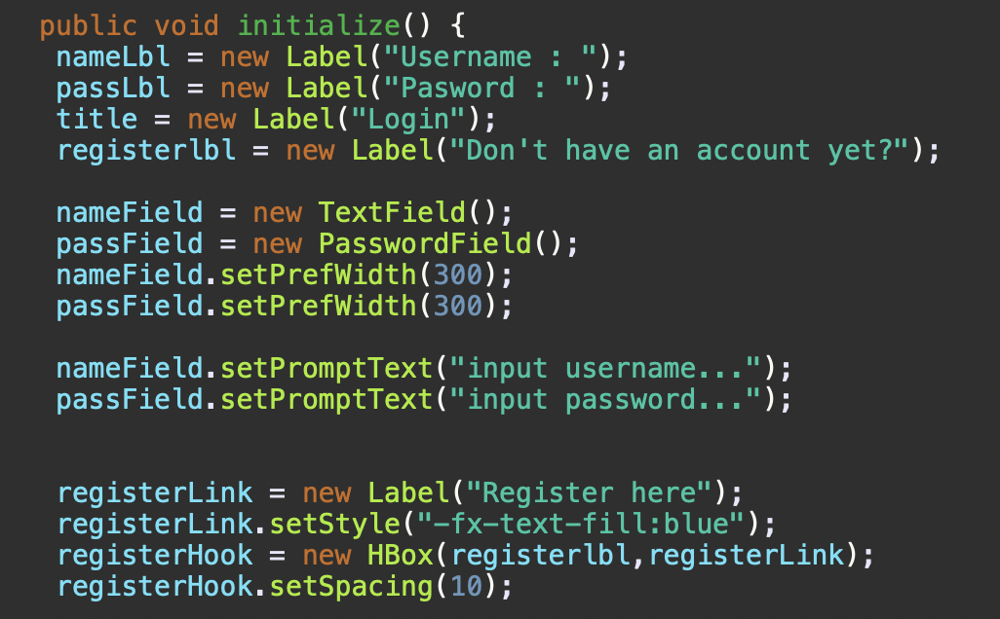 public void initialize() {
nameLbl = new Label("Username : ");
passLbl = new Label("Pasword : ");
title = new Label("Login");
registerlbl = new Label("Don't have an account yet?");
nameField = new TextField();
passField = new PasswordField();
nameField.setPrefWidth(300);
passField.setPrefWidth(300);
nameField.setPromptText("input username...");
passField.setPromptText("input password...");
registerLink = new Label("Register here");
registerLink.setStyle("-fx-text-fill:blue");
registerHook = new HBox(registerlbl,registerLink);
registerHook.setSpacing(10);